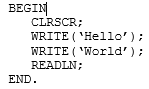 BEGIN
CLRSCR;
WRITE(‘Hello’);
WRITE(‘World’);
READLN;
END.